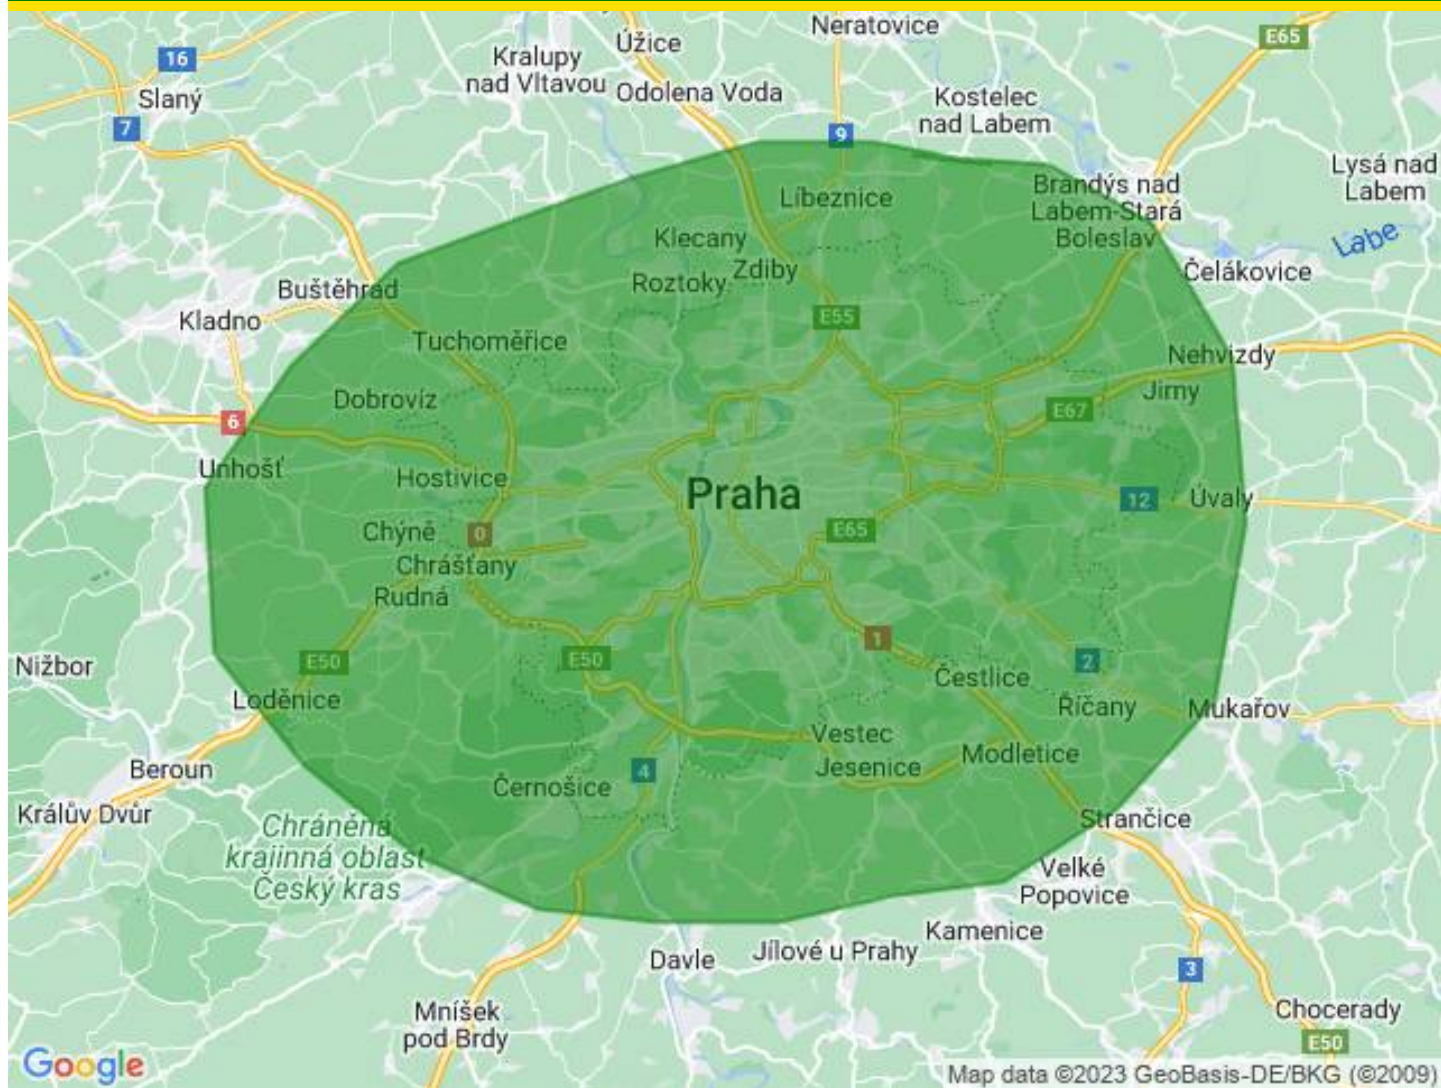 Neratovice
E65
Úžice
Kralupy
nad Vltavou
16
Odolena Voda
Kostelec
nad Labem
Slaný
7
9
Lysá nad
Labem
Brandýs nad
Labem-Stará
Boleslav
Líbeznice
Klecany
Labe
Zdiby
Roztoky
Čelákovice
Buštěhrad
Kladno
E55
Tuchoměřice
Nehvizdy
Jirny
Dobrovíz
E67
6
Unhošť
Hostivice
Praha
12
Úvaly
Chýně
0
E65
Chrášťany
Rudná
1
Nižbor
E50
E50
2
Čestlice
Loděnice
Říčany
Mukařov
Vestec
Modletice
Jesenice
Beroun
4
Černošice
Králův Dvůr
Strančice
Chráněná
krajinná oblast
Český kras
Velké
Popovice
Kamenice
Jílové u Prahy
Davle
3
Mníšek
pod Brdy
Chocerady
E50
Google
Map data ©2023 GeoBasis-DE/BKG (©2009)